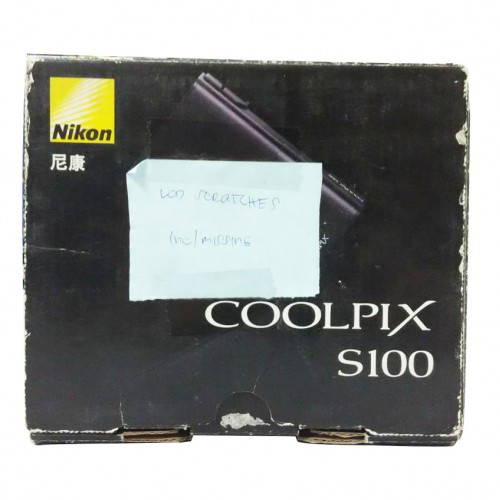 Nikon
尼康
LCD SCRATCHES
COOLPIX
S100